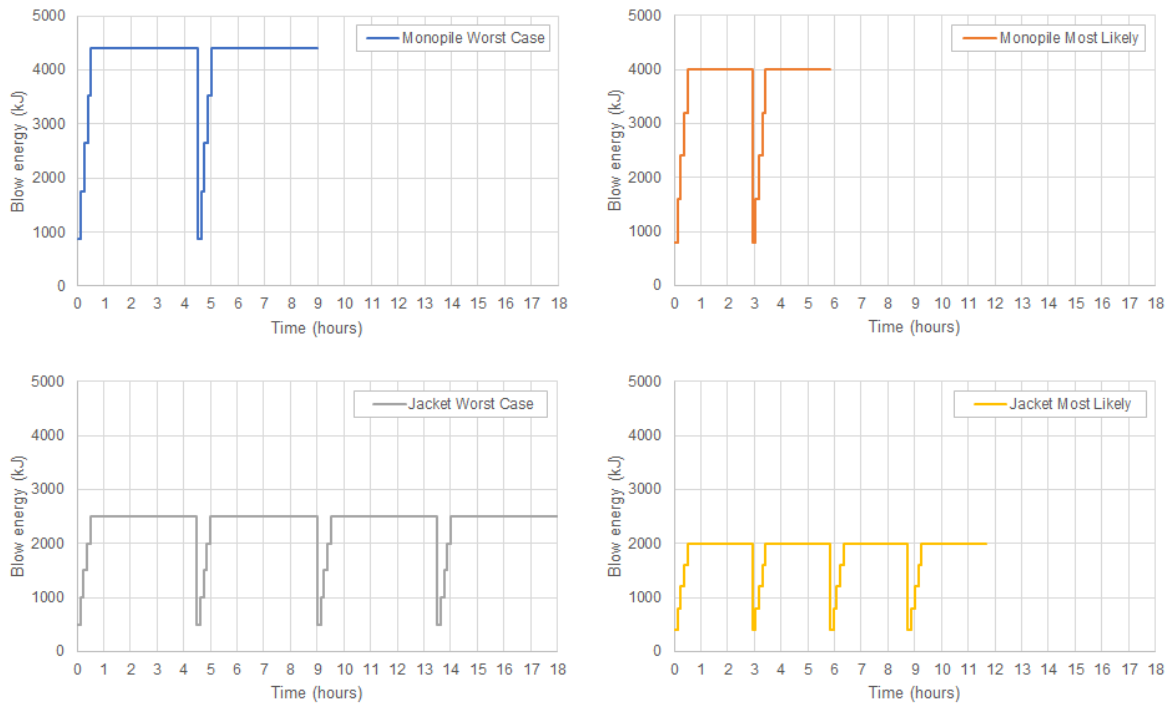 Monopile Worst Case
Blow energy (kJ)
5000
4000
3000
2000
1000
0
0 1 2 3 4 5 6 7 8 9 10 11 12 13 14 15 16 17 18
Time (hours)
Monopile Most Likely
Blow energy (kJ)
5000
4000
3000
2000
1000
0
0 1 2 3 4 5 6 7 8 9 10 11 12 13 14 15 16 17 18
Time (hours)
Jacket Worst Case
Blow energy (kJ)
5000
4000
3000
2000
1000
0
0 1 2 3 4 5 6 7 8 9 10 11 12 13 14 15 16 17 18
Time (hours)
Jacket Most Likely
Blow energy (kJ)
5000
4000
3000
2000
1000
0
0 1 2 3 4 5 6 7 8 9 10 11 12 13 14 15 16 17 18
Time (hours)